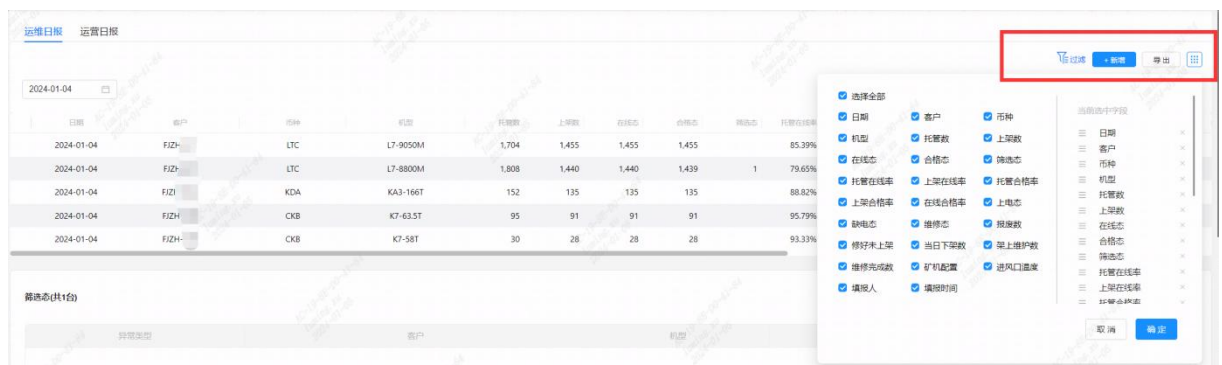 运维日报 运营日报
过滤 +新增 导出
2024-01-04
日期 客户 币种 机型 托管数 上架数 在线态 合格态 筛选态 托管在线率
2024-01-04 FJZH LTC L7-9050M 1,704 1,455 1,455 1,455 85.39%
2024-01-04 FJZH LTC L7-8800M 1,808 1,440 1,440 1,439 1 79.65%
2024-01-04 FJZI KDA KA3-166T 152 135 135 135 88.82%
2024-01-04 FJZH CKB K7-63.5T 95 91 91 91 95.79%
2024-01-04 FJZH- CKB K7-58T 30 28 28 28 93.33%
筛选态(共1台)
异常类型 客户 机型
选择全部
日期 客户 币种
机型 托管数 上架数
在线态 合格态 筛选态
托管在线率 上架在线率 托管合格率
上架合格率 在线合格率 上电态
缺电态 维修态 报废数
修好未上架 当日下架数 架上维护数
维修完成数 矿机配置 进风口温度
填报人 填报时间
当前选中字段
日期
客户
币种
机型
托管数
上架数
在线态
合格态
筛选态
托管在线率
上架在线率
托管合格率
取消 确定